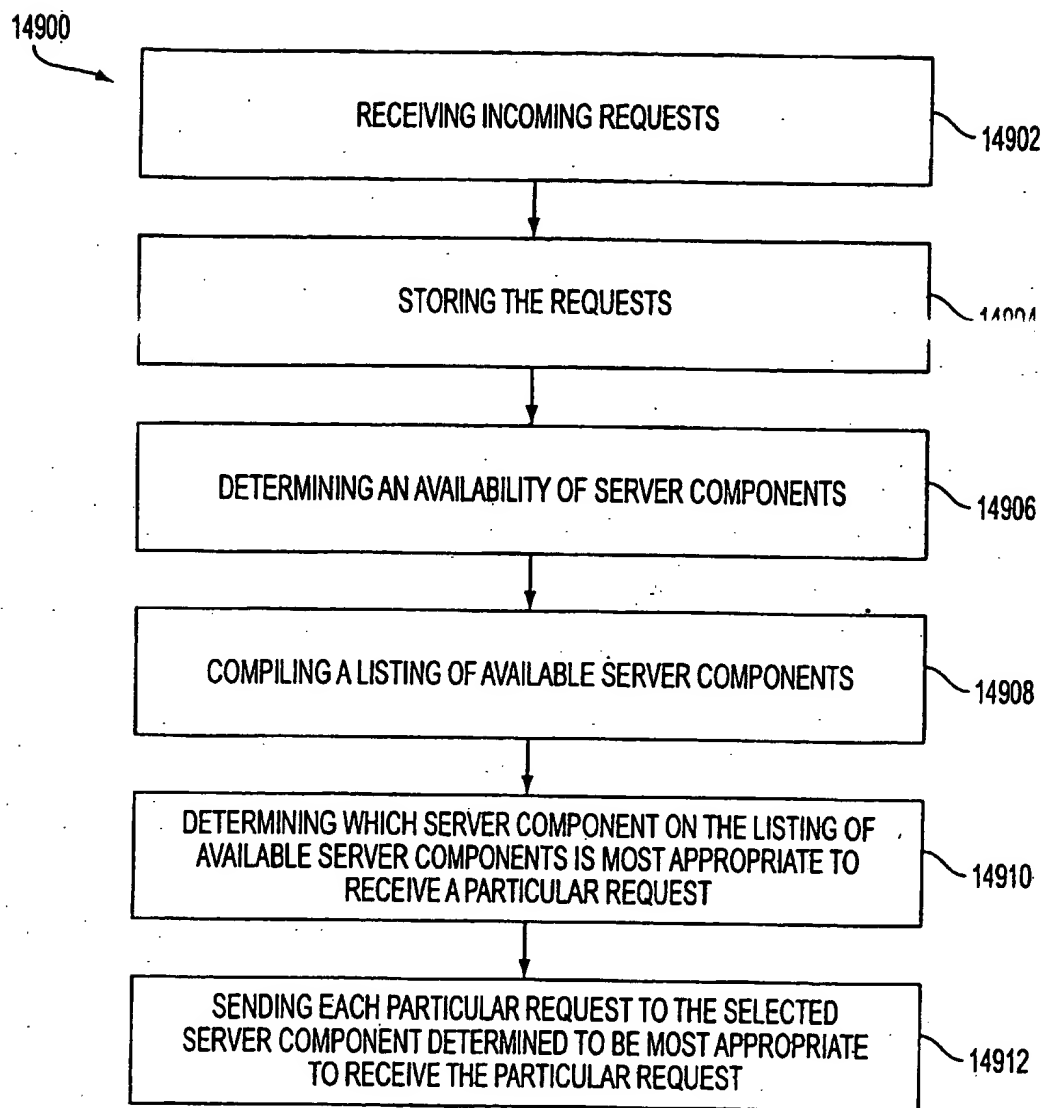 14900
RECEIVING INCOMING REQUESTS
14902
STORING THE REQUESTS
DETERMINING AN AVAILABILITY OF SERVER COMPONENTS
14906
COMPILING A LISTING OF AVAILABLE SERVER COMPONENTS
14908
DETERMINING WHICH SERVER COMPONENT ON THE LISTING OF
AVAILABLE SERVER COMPONENTS IS MOST APPROPRIATE TO
RECEIVE A PARTICULAR REQUEST
14910
SENDING EACH PARTICULAR REQUEST TO THE SELECTED
SERVER COMPONENT DETERMINED TO BE MOST APPROPRIATE
TO RECEIVE THE PARTICULAR REQUEST
14912